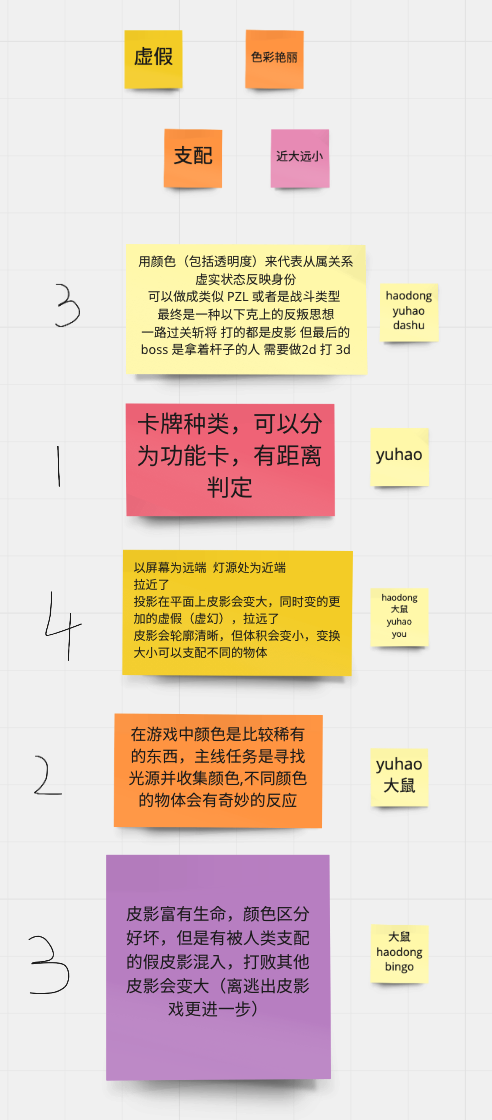 虚假
色彩艳丽
支配
近大远小
用颜色（包括透明度）来代表从属关系
虚实状态反映身份
可以做成类似 PZL 或者是战斗类型
最终是一种以下克上的反叛思想
一路过关斩将 打的都是皮影 但最后的
boss 是拿着杆子的人 需要做2d 打 3d
3
haodong
yuhao
dashu
卡牌种类，可以分
为功能卡，有距离
判定
1
yuhao
以屏幕为远端 灯源处为近端
拉近了
投影在平面上皮影会变大，同时变的更
加的虚假（虚幻），拉远了
皮影会轮廓清晰，但体积会变小，变换
大小可以支配不同的物体
4
haodong
大鼠
yuhao
you
在游戏中颜色是比较稀有
的东西，主线任务是寻找
光源并收集颜色,不同颜色
的物体会有奇妙的反应
2
yuhao
大鼠
皮影富有生命，颜色区分
好坏，但是有被人类支配
的假皮影混入，打败其他
皮影会变大（离逃出皮影
戏更进一步）
3
大鼠
haodong
bingo